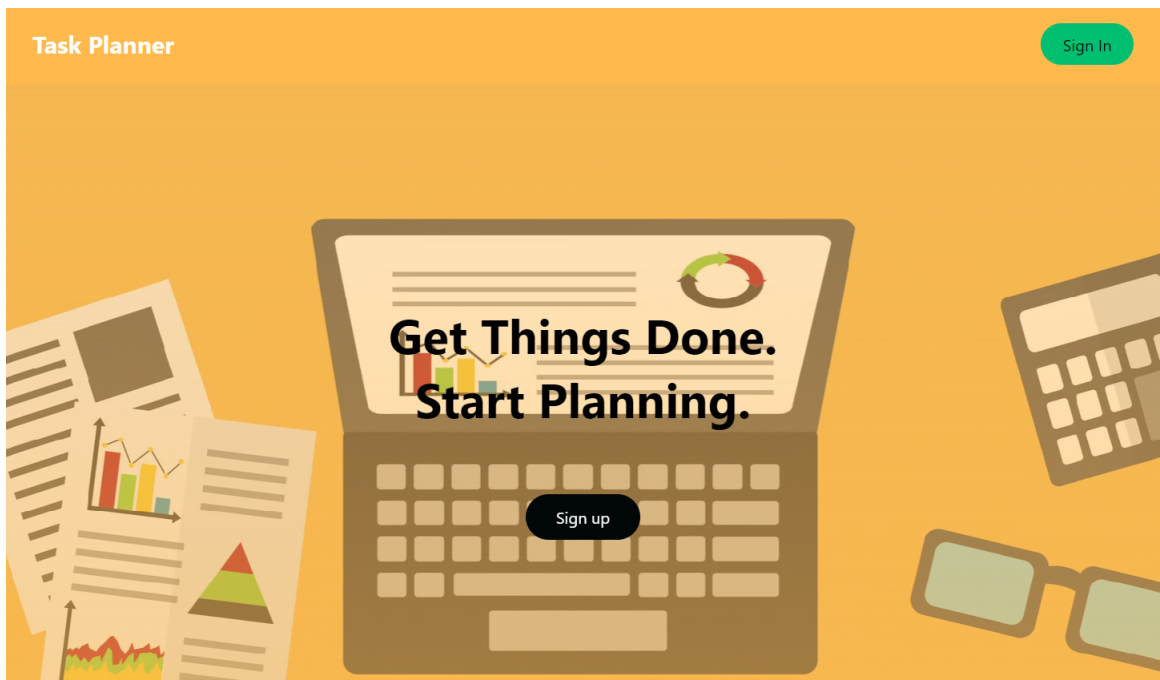 Task Planner
Sign In
Get Things Done.
Start Planning.
Sign up